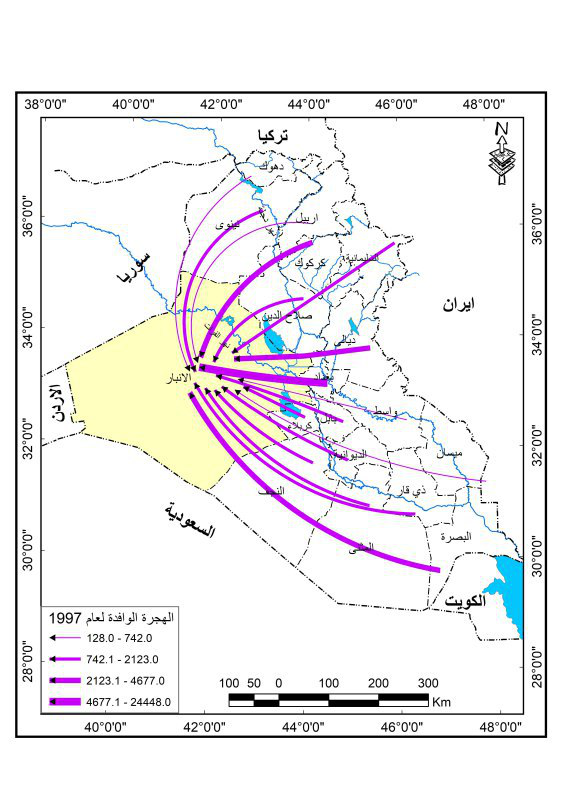 38°0'0" 40°0'0" 42°0'0" 44°0'0" 46°0'0" 48°0'0"
N
تركيا
دهوك
36°0'0" 36°0'0"
اربيل
نينوى
السليمانية
كركوك
سوريا
ايران
صلاح الدين
34°0'0" 34°0'0"
ديالى
بغداد
الانبار
الاردن
واسط
بابل
كربلاء
32°0'0" 32°0'0"
ميسان
الديوانية
ذي قار
النجف
السعودية
البصرة
المثنى
30°0'0" 30°0'0"
الكويت
الهجرة الوافدة لعام 1997
128.0 - 742.0
742.1 - 2123.0
2123.1 - 4677.0
4677.1 - 24448.0
28°0'0" 28°0'0"
100 50 0 100 200 300
Km
40°0'0" 42°0'0" 44°0'0" 46°0'0" 48°0'0"